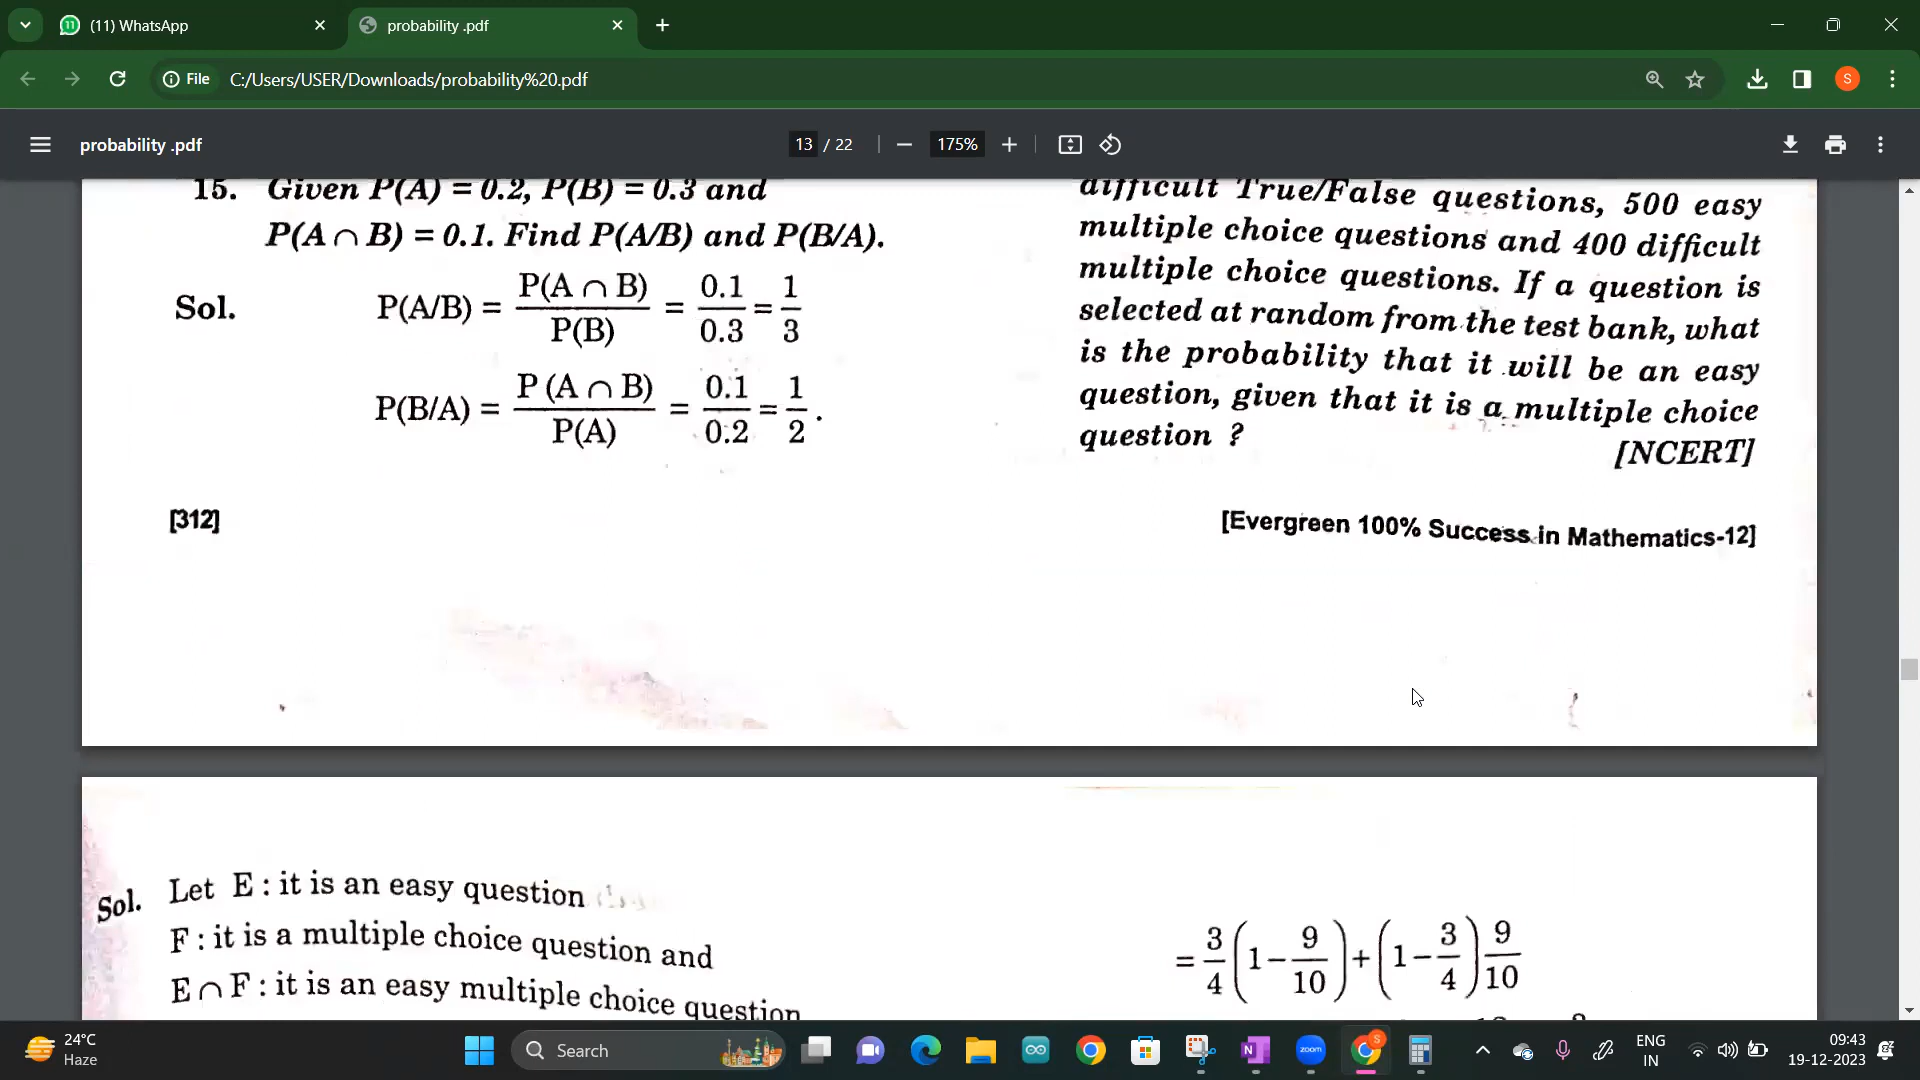 (11) WhatsApp
probability .pdf
File
C:/Users/USER/Downloads/probability%20.pdf
S
probability .pdf
13 / 22
175%
15. Given P(A) = 0.2, P(B) = 0.3 and
P(A ∩ B) = 0.1. Find P(A/B) and P(B/A).
Sol. P(A/B) = P(A ∩ B)/P(B) = 0.1/0.3 = 1/3
P(B/A) = P (A ∩ B)/P(A) = 0.1/0.2 = 1/2 .
[312]
difficult True/False questions, 500 easy
multiple choice questions and 400 difficult
multiple choice questions. If a question is
selected at random from the test bank, what
is the probability that it will be an easy
question, given that it is a multiple choice
question ?
[NCERT]
[Evergreen 100% Success in Mathematics-12]
Sol. Let E : it is an easy question
F : it is a multiple choice question and
E ∩ F : it is an easy multiple choice question
= 3/4 (1 − 9/10) + (1 − 3/4) 9/10
24°C
Haze
Search
zoom
S
ENG
IN
09:43
19-12-2023